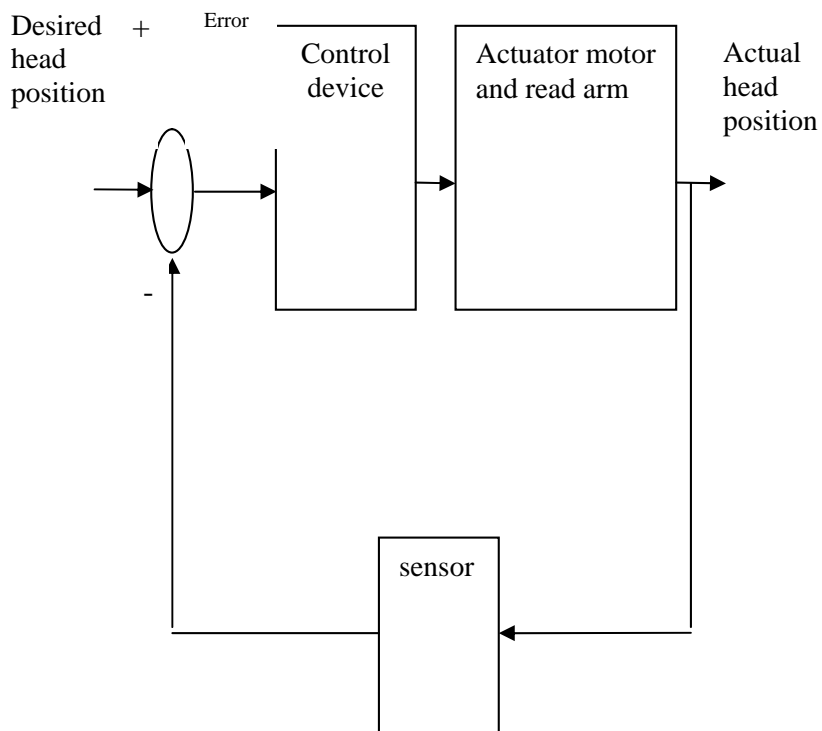 Desired
head
position
+
Error
Control
device
Actuator motor
and read arm
Actual
head
position
-
sensor